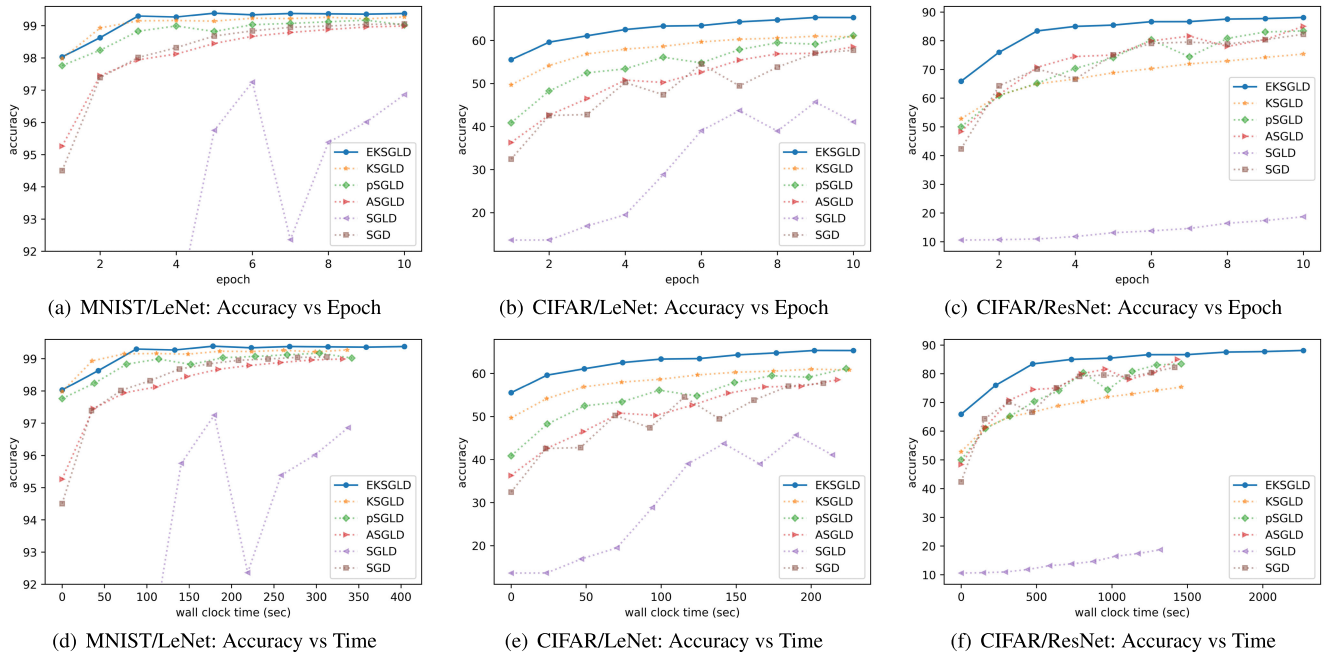 99
98
97
96
95
94
93
92
accuracy
2
4
6
8
10
epoch
EKSGLD
KSGLD
pSGLD
ASGLD
SGLD
SGD
(a) MNIST/LeNet: Accuracy vs Epoch
60
50
40
30
20
accuracy
2
4
6
8
10
epoch
EKSGLD
KSGLD
pSGLD
ASGLD
SGLD
SGD
(b) CIFAR/LeNet: Accuracy vs Epoch
90
80
70
60
50
40
30
20
10
accuracy
2
4
6
8
10
epoch
EKSGLD
KSGLD
pSGLD
ASGLD
SGLD
SGD
(c) CIFAR/ResNet: Accuracy vs Epoch
99
98
97
96
95
94
93
92
accuracy
0
50
100
150
200
250
300
350
400
wall clock time (sec)
EKSGLD
KSGLD
pSGLD
ASGLD
SGLD
SGD
(d) MNIST/LeNet: Accuracy vs Time
60
50
40
30
20
accuracy
0
50
100
150
200
wall clock time (sec)
EKSGLD
KSGLD
pSGLD
ASGLD
SGLD
SGD
(e) CIFAR/LeNet: Accuracy vs Time
90
80
70
60
50
40
30
20
10
accuracy
0
500
1000
1500
2000
wall clock time (sec)
EKSGLD
KSGLD
pSGLD
ASGLD
SGLD
SGD
(f) CIFAR/ResNet: Accuracy vs Time